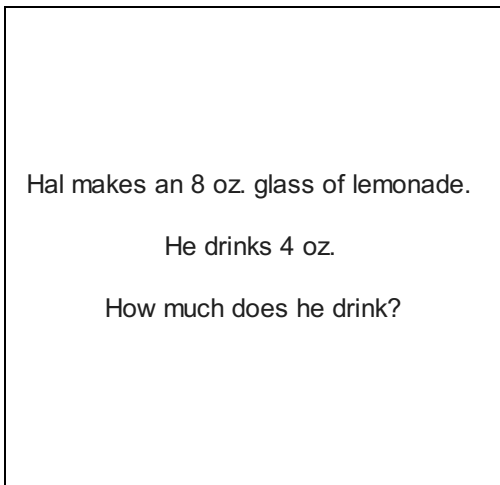 Hal makes an 8 oz. glass of lemonade.
He drinks 4 oz.
How much does he drink?